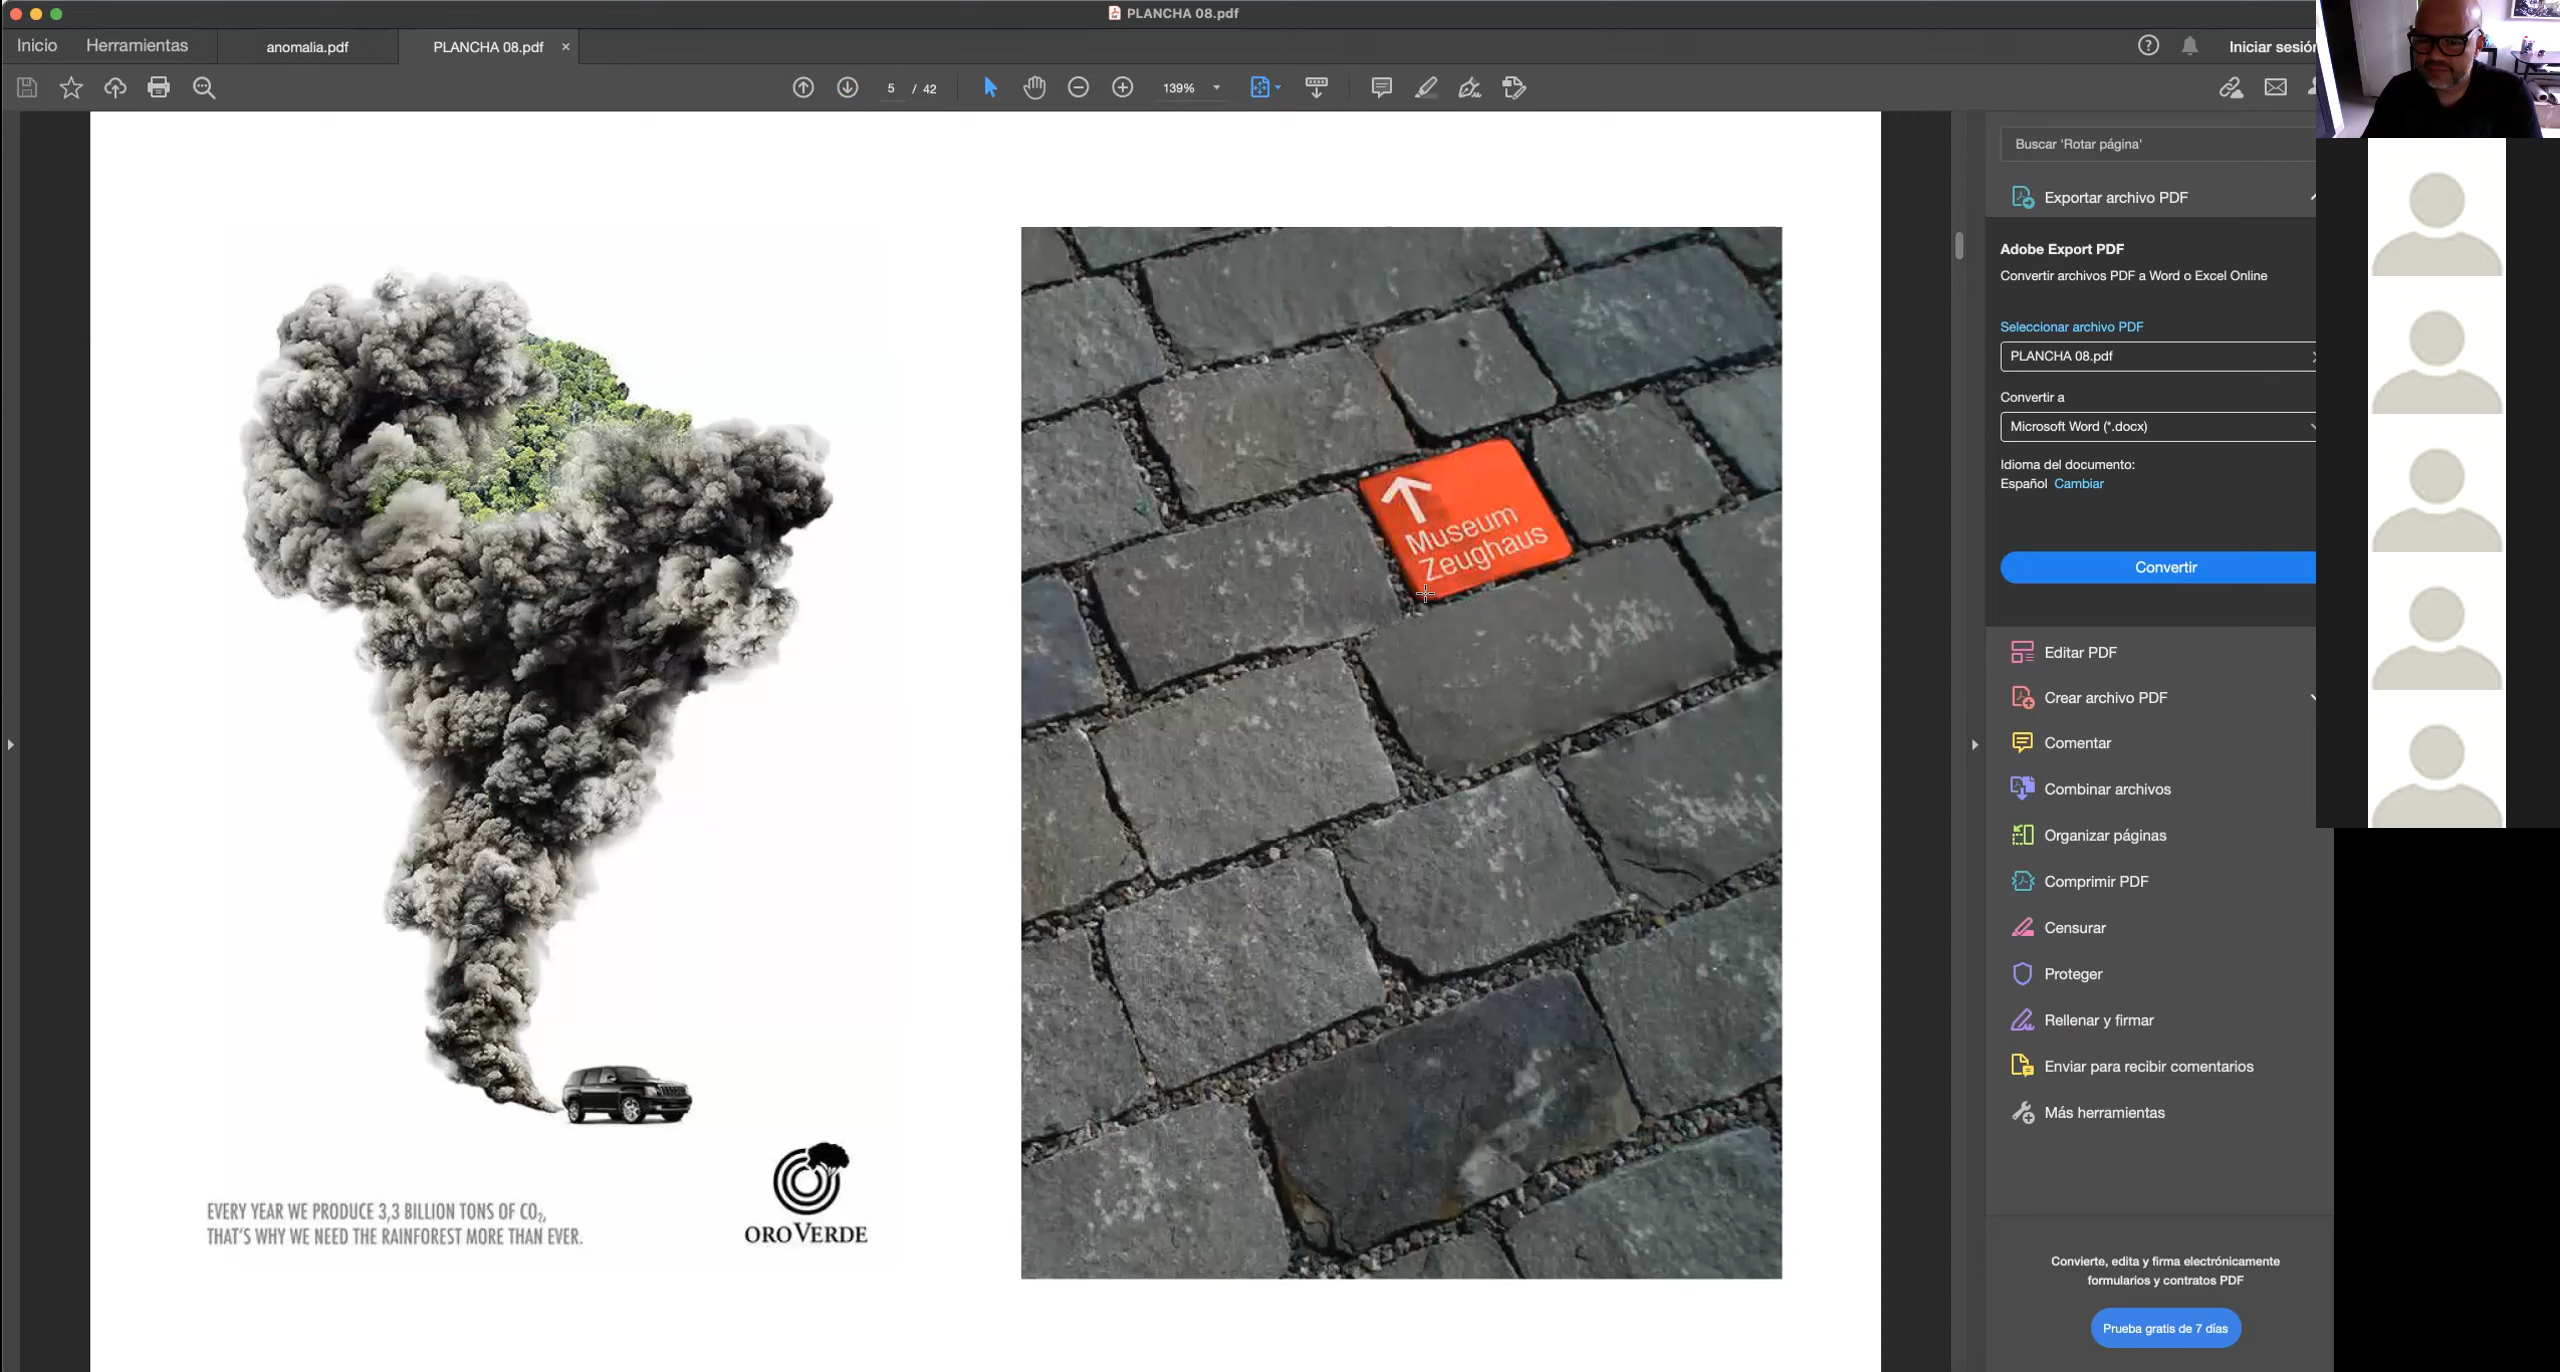 PLANCHA 08.pdf
Inicio
Herramientas
anomalia.pdf
PLANCHA 08.pdf
Iniciar sesión
5 / 42
139%
EVERY YEAR WE PRODUCE 3,3 BILLION TONS OF CO₂,
THAT'S WHY WE NEED THE RAINFOREST MORE THAN EVER.
ORO VERDE
Museum
Zeughaus
Buscar 'Rotar página'
Exportar archivo PDF
Adobe Export PDF
Convertir archivos PDF a Word o Excel Online
Seleccionar archivo PDF
PLANCHA 08.pdf
Convertir a
Microsoft Word (*.docx)
Idioma del documento:
Español Cambiar
Convertir
Editar PDF
Crear archivo PDF
Comentar
Combinar archivos
Organizar páginas
Comprimir PDF
Censurar
Proteger
Rellenar y firmar
Enviar para recibir comentarios
Más herramientas
Convierte, edita y firma electrónicamente
formularios y contratos PDF
Prueba gratis de 7 días